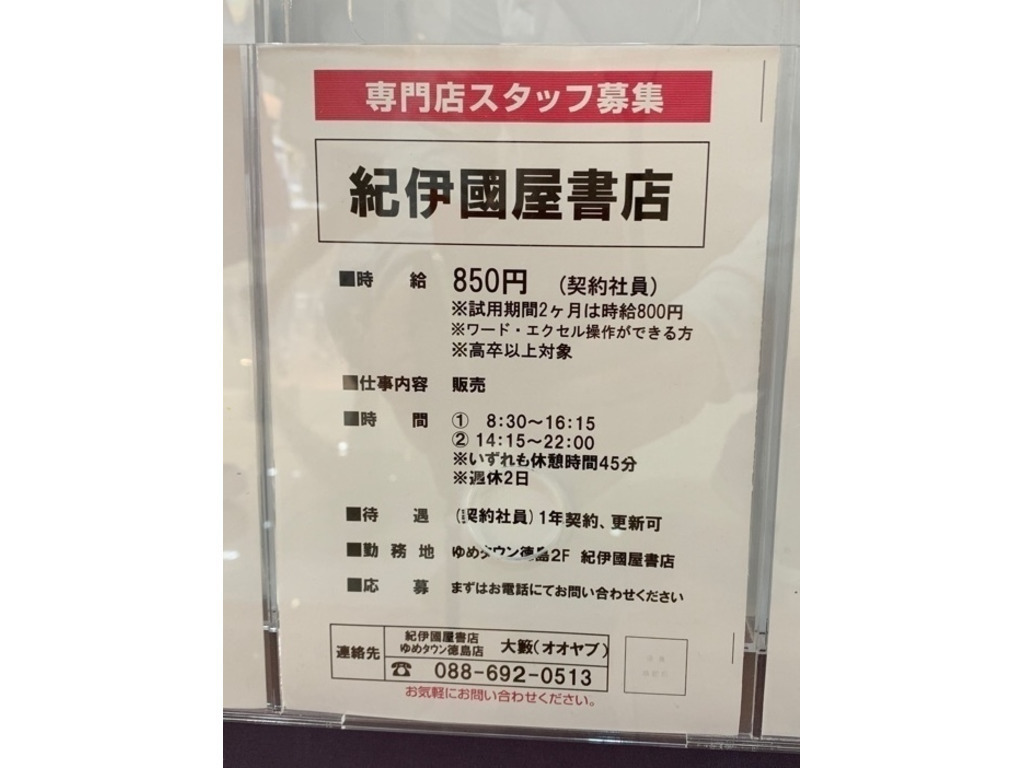 専門店スタッフ募集
紀伊國屋書店
■時 給 850円 (契約社員)
※試用期間2ヶ月は時給800円
※ワード・エクセル操作ができる方
※高卒以上対象
■仕事内容 販売
■時 間 ① 8:30～16:15
② 14:15～22:00
※いずれも休憩時間45分
※週休2日
■待 遇 (契約社員)1年契約、更新可
■勤 務 地 ゆめタウン徳島2F 紀伊國屋書店
■応 募 まずはお電話にてお問い合わせください
連絡先 紀伊國屋書店 ゆめタウン徳島店 大籔(オオヤブ)
☎ 088-692-0513
お気軽にお問い合わせください。